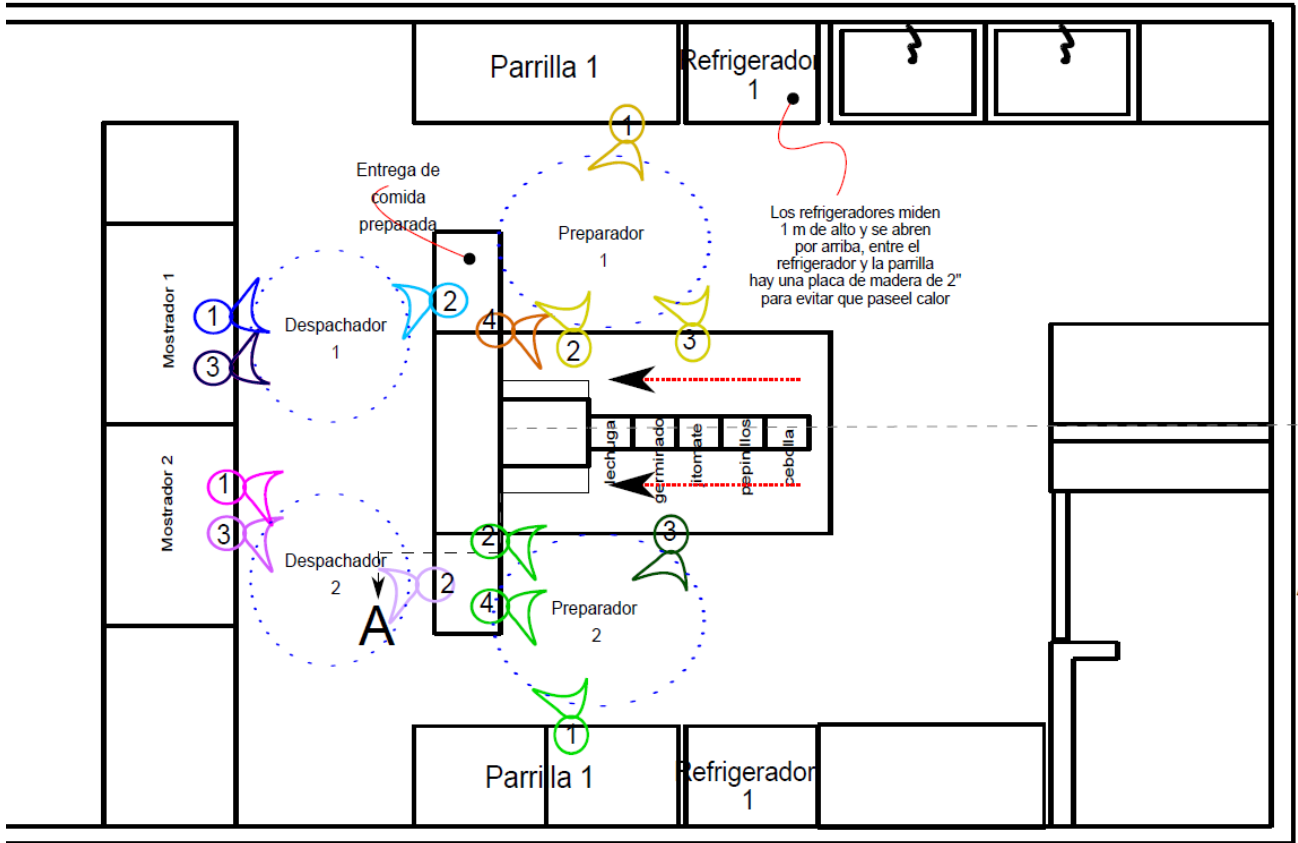 Parrilla 1
Refrigerador
1
1
Entrega de
comida
preparada
Preparador
1
Los refrigeradores miden
1 m de alto y se abren
por arriba, entre el
refrigerador y la parrilla
hay una placa de madera de 2"
para evitar que paseel calor
Mostrador 1
1
3
Despachador
1
2
4
2
3
lechuga
germinado
jitomate
pepinillos
cebolla
Mostrador 2
1
3
Despachador
2
2
A
2
4
3
Preparador
2
1
Parrilla 1
Refrigerador
1